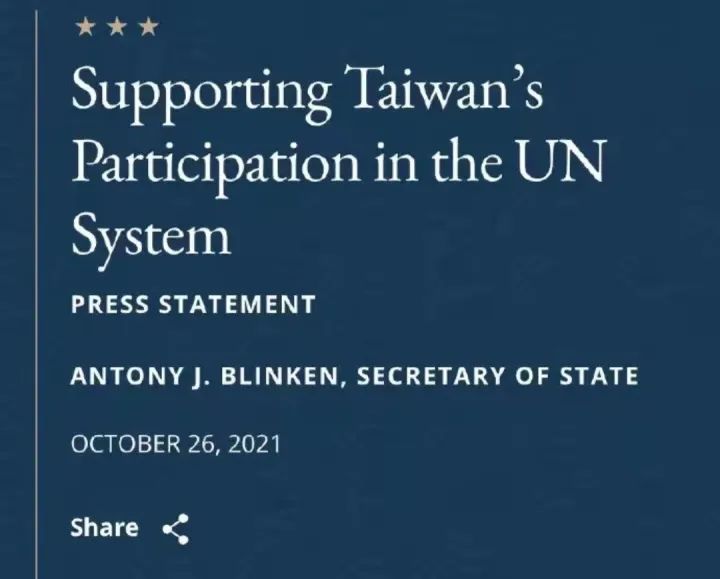 Supporting Taiwan’s
Participation in the UN
System
PRESS STATEMENT
ANTONY J. BLINKEN, SECRETARY OF STATE
OCTOBER 26, 2021
Share